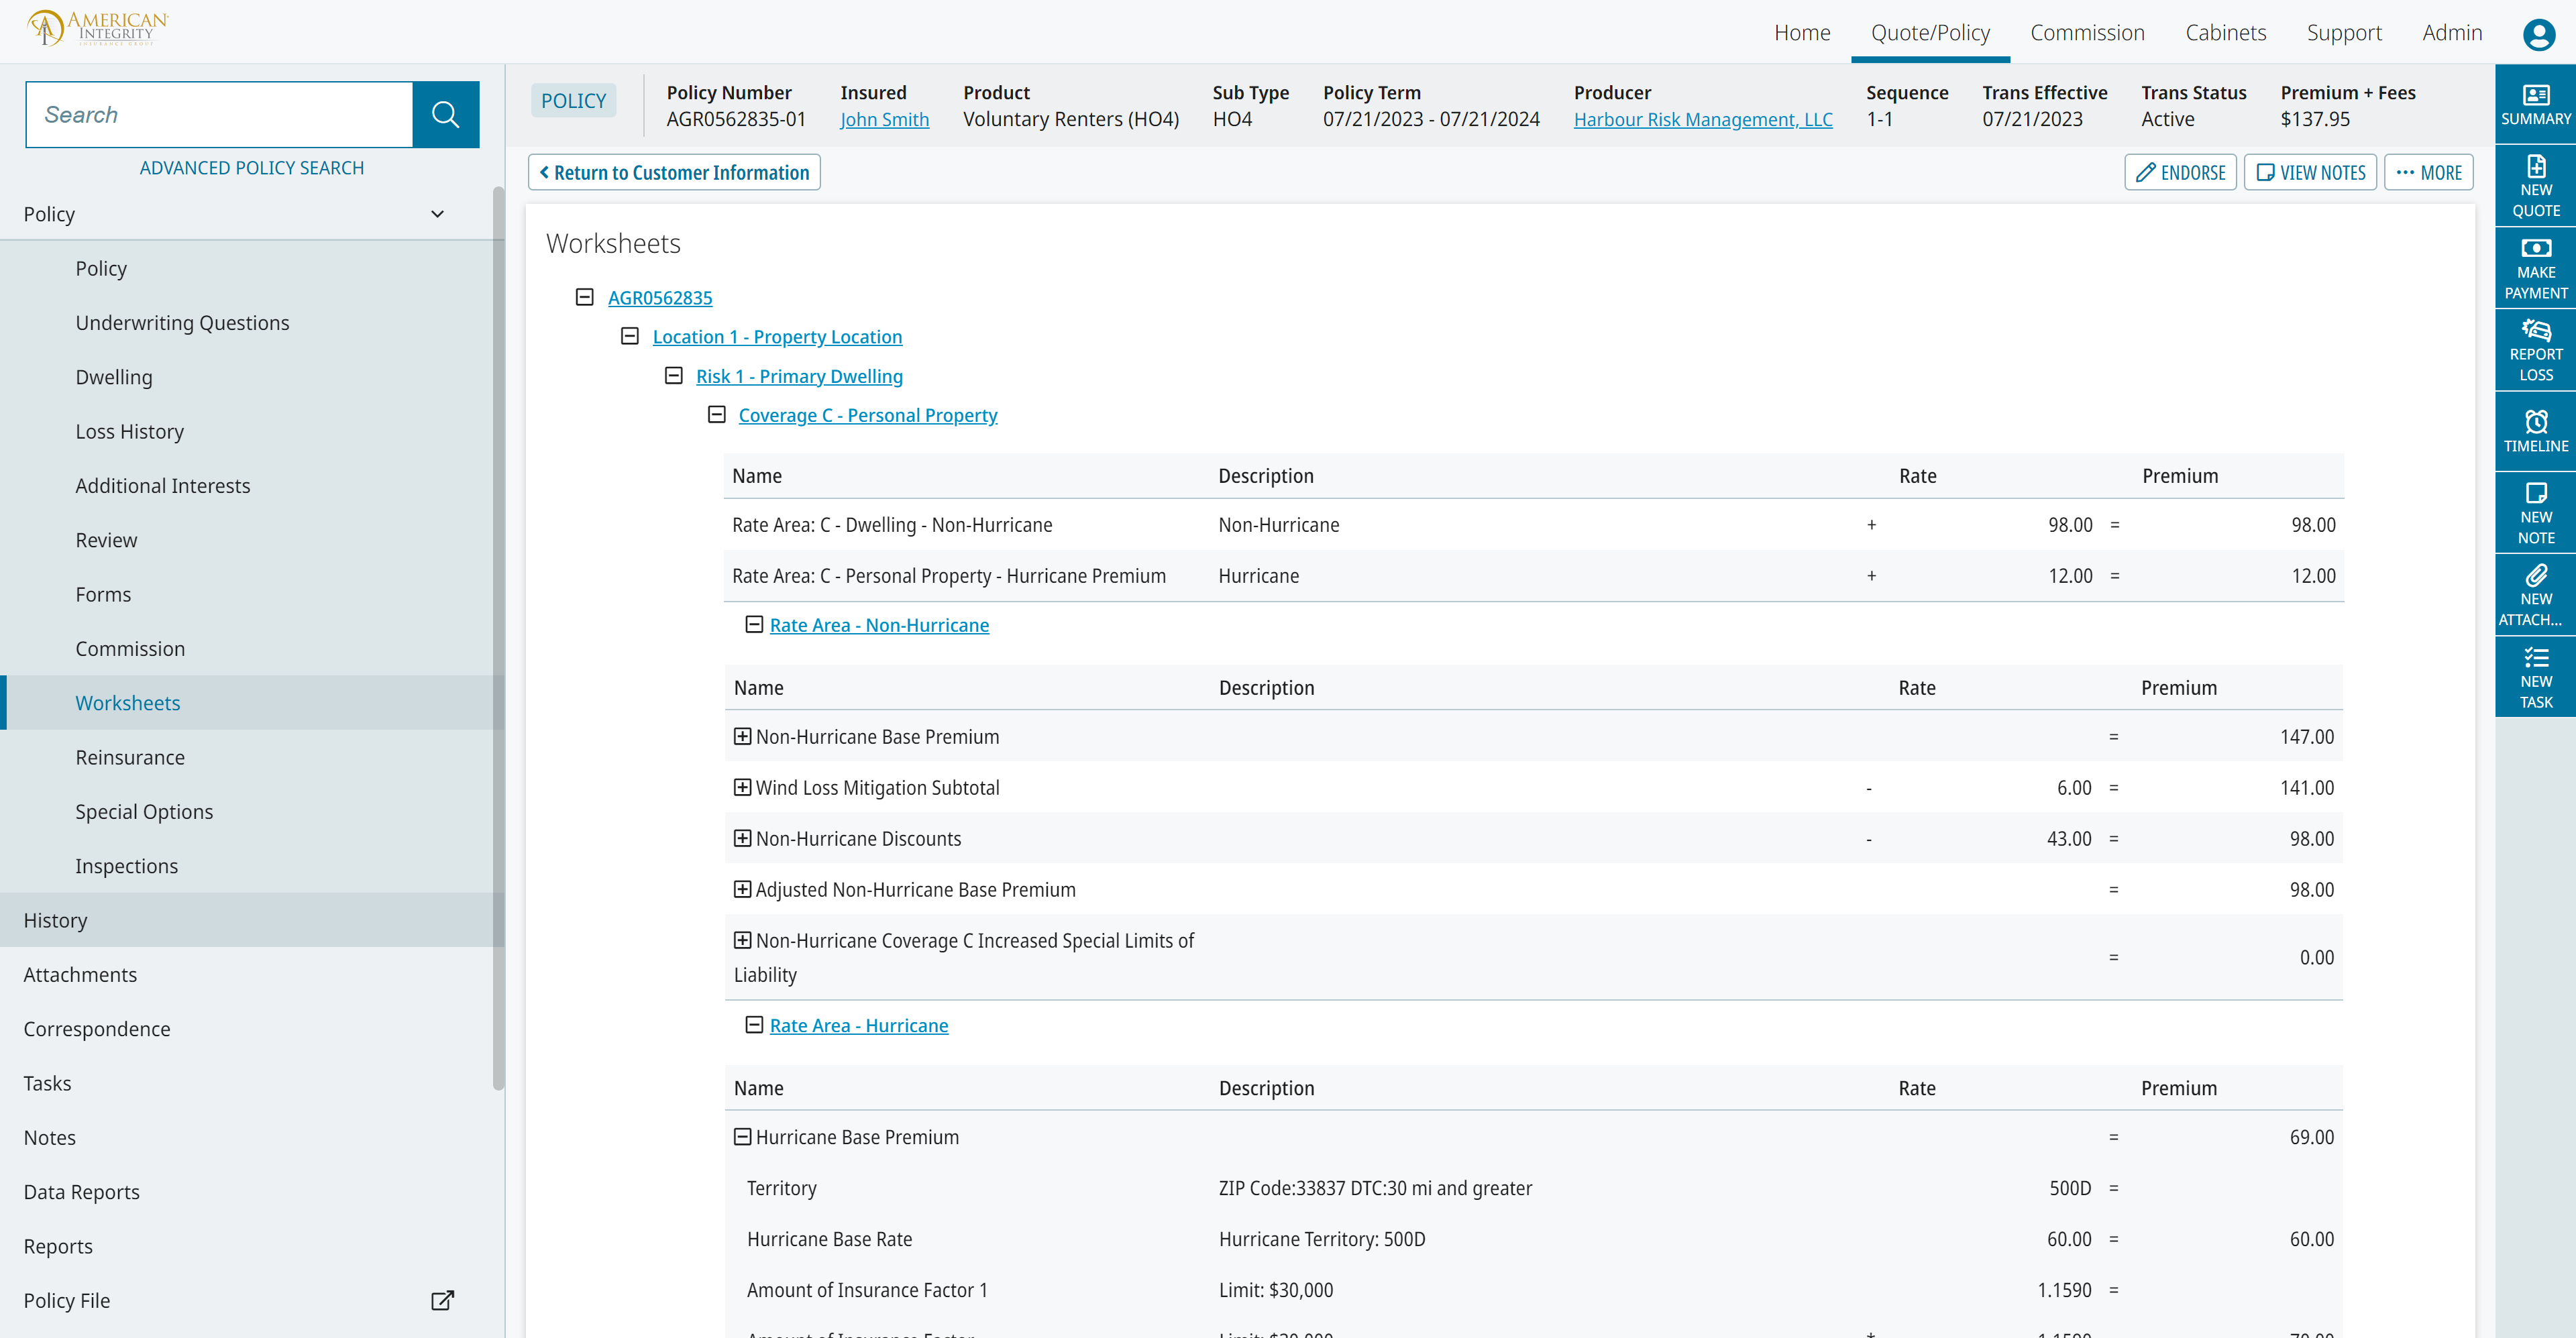 AMERICAN
INTEGRITY
INSURANCE GROUP
Home Quote/Policy Commission Cabinets Support Admin
Search
ADVANCED POLICY SEARCH
Policy
Policy
Underwriting Questions
Dwelling
Loss History
Additional Interests
Review
Forms
Commission
Worksheets
Reinsurance
Special Options
Inspections
History
Attachments
Correspondence
Tasks
Notes
Data Reports
Reports
Policy File
POLICY
Policy Number Insured Product Sub Type Policy Term Producer Sequence Trans Effective Trans Status Premium + Fees
AGR0562835-01 John Smith Voluntary Renters (HO4) HO4 07/21/2023 - 07/21/2024 Harbour Risk Management, LLC 1-1 07/21/2023 Active $137.95
Return to Customer Information
ENDORSE VIEW NOTES ··· MORE
Worksheets
AGR0562835
Location 1 - Property Location
Risk 1 - Primary Dwelling
Coverage C - Personal Property
Name Description Rate Premium
Rate Area: C - Dwelling - Non-Hurricane Non-Hurricane + 98.00 = 98.00
Rate Area: C - Personal Property - Hurricane Premium Hurricane + 12.00 = 12.00
Rate Area - Non-Hurricane
Name Description Rate Premium
Non-Hurricane Base Premium = 147.00
Wind Loss Mitigation Subtotal - 6.00 = 141.00
Non-Hurricane Discounts - 43.00 = 98.00
Adjusted Non-Hurricane Base Premium = 98.00
Non-Hurricane Coverage C Increased Special Limits of
Liability = 0.00
Rate Area - Hurricane
Name Description Rate Premium
Hurricane Base Premium = 69.00
Territory ZIP Code:33837 DTC:30 mi and greater 500D =
Hurricane Base Rate Hurricane Territory: 500D 60.00 = 60.00
Amount of Insurance Factor 1 Limit: $30,000 1.1590 =
SUMMARY
NEW
QUOTE
MAKE
PAYMENT
REPORT
LOSS
TIMELINE
NEW
NOTE
NEW
ATTACH...
NEW
TASK